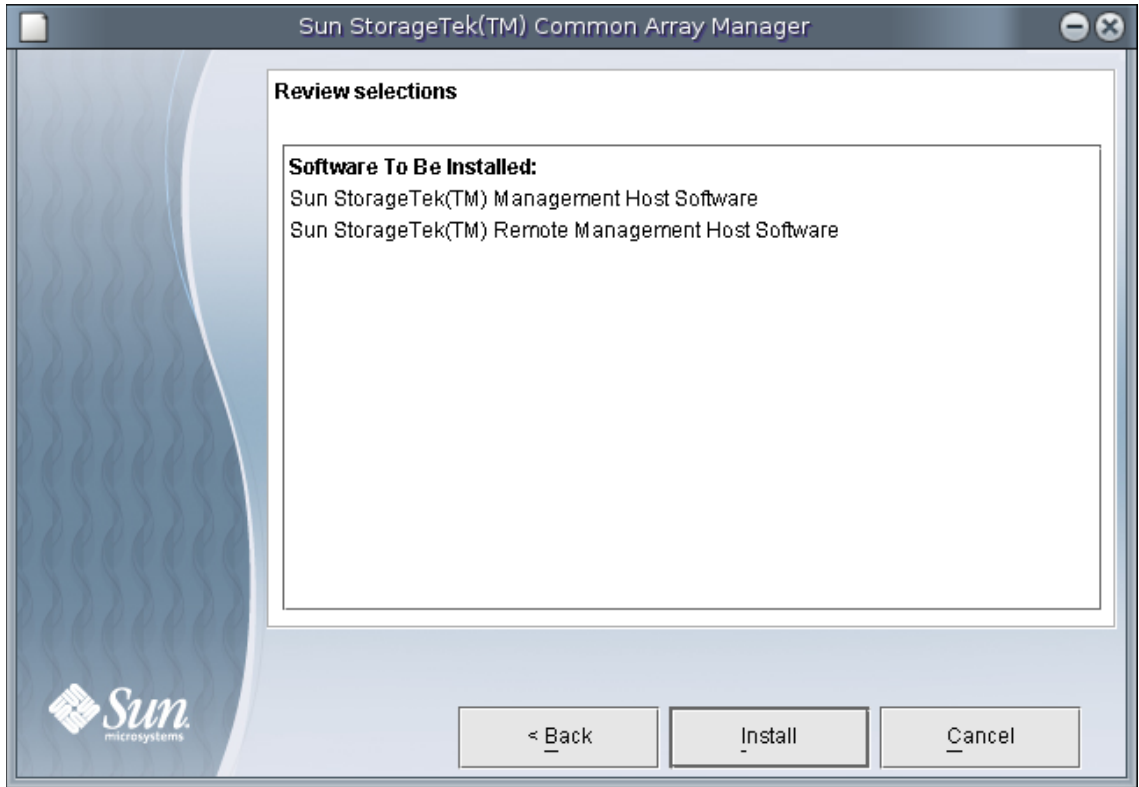 Sun StorageTek(TM) Common Array Manager
Review selections
Software To Be Installed:
Sun StorageTek(TM) Management Host Software
Sun StorageTek(TM) Remote Management Host Software
Sun.
microsystems
< Back
Install
Cancel